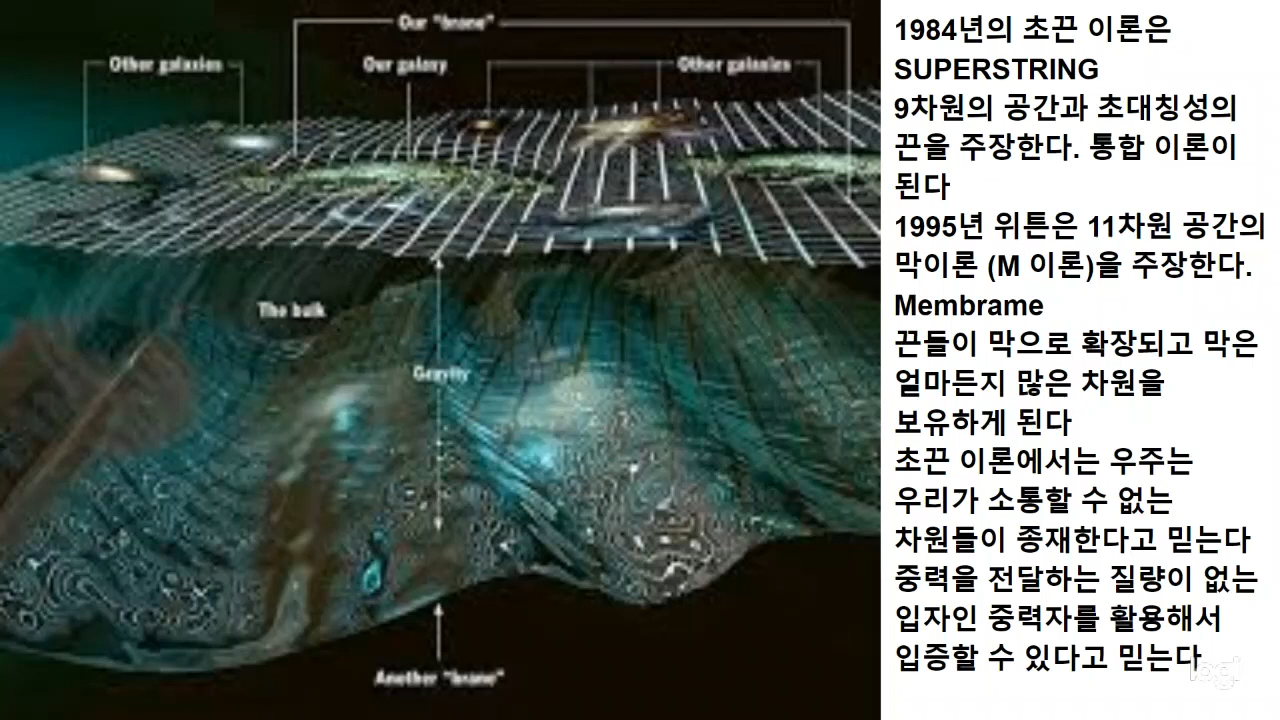 Our "brane"
Other galaxies
Our galaxy
Other galaxies
The bulk
Gravity
Another "brane"
1984년의 초끈 이론은
SUPERSTRING
9차원의 공간과 초대칭성의
끈을 주장한다. 통합 이론이
된다
1995년 위튼은 11차원 공간의
막이론 (M 이론)을 주장한다.
Membrame
끈들이 막으로 확장되고 막은
얼마든지 많은 차원을
보유하게 된다
초끈 이론에서는 우주는
우리가 소통할 수 없는
차원들이 종재한다고 믿는다
중력을 전달하는 질량이 없는
입자인 중력자를 활용해서
입증할 수 있다고 믿는다
logi